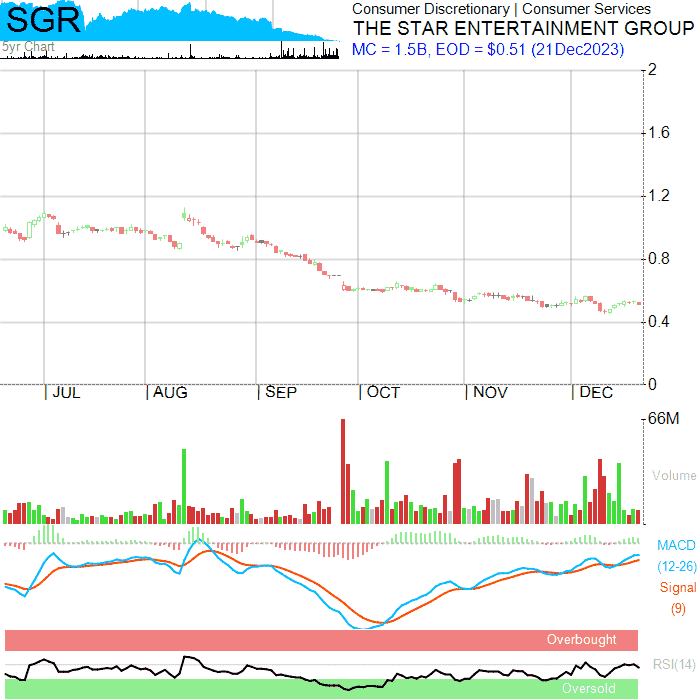 SGR
5yr Chart
Consumer Discretionary | Consumer Services
THE STAR ENTERTAINMENT GROUP
MC = 1.5B, EOD = $0.51 (21Dec2023)
2
1.6
1.2
0.8
0.4
0
JUL AUG SEP OCT NOV DEC
66M
Volume
MACD
(12-26)
Signal
(9)
Overbought
RSI(14)
Oversold